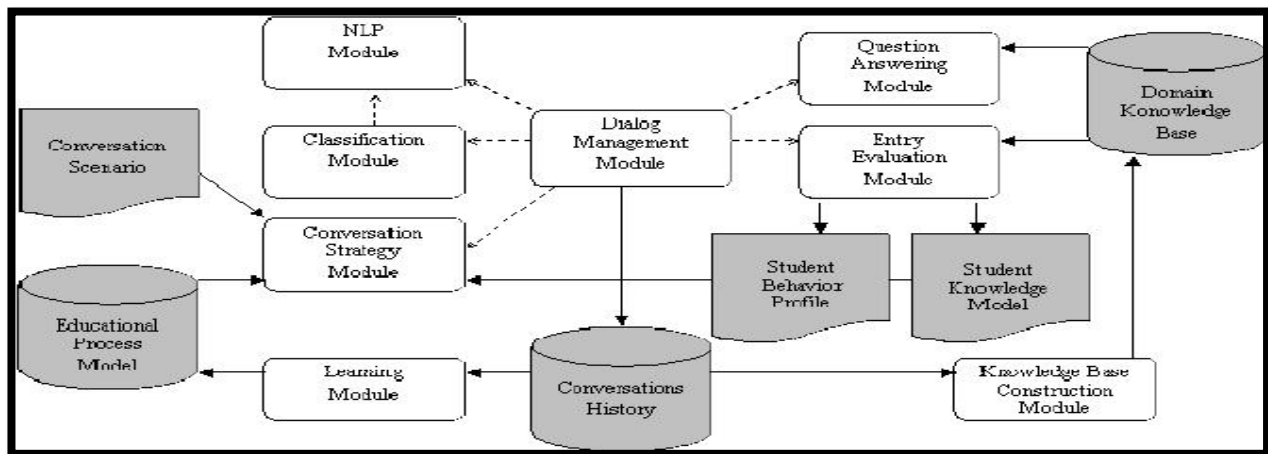 NLP
Module
Question
Answering
Module
Domain
Konowledge
Base
Conversation
Scenario
Classification
Module
Dialog
Management
Module
Entry
Evaluation
Module
Conversation
Strategy
Module
Student
Behavior
Profile
Student
Knowledge
Model
Educational
Process
Model
Learning
Module
Conversations
History
Knowledge Base
Construction
Module